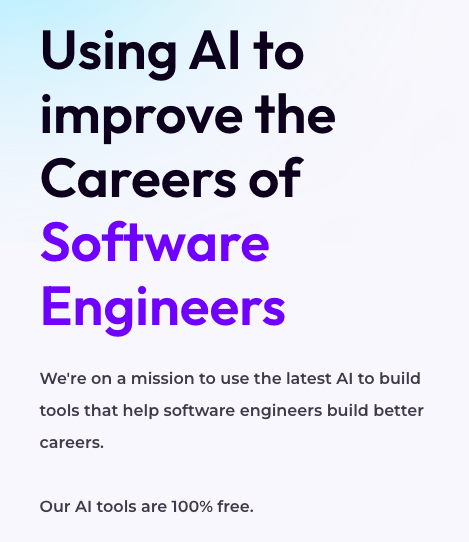 Using AI to
improve the
Careers of
Software
Engineers
We're on a mission to use the latest AI to build
tools that help software engineers build better
careers.
Our AI tools are 100% free.